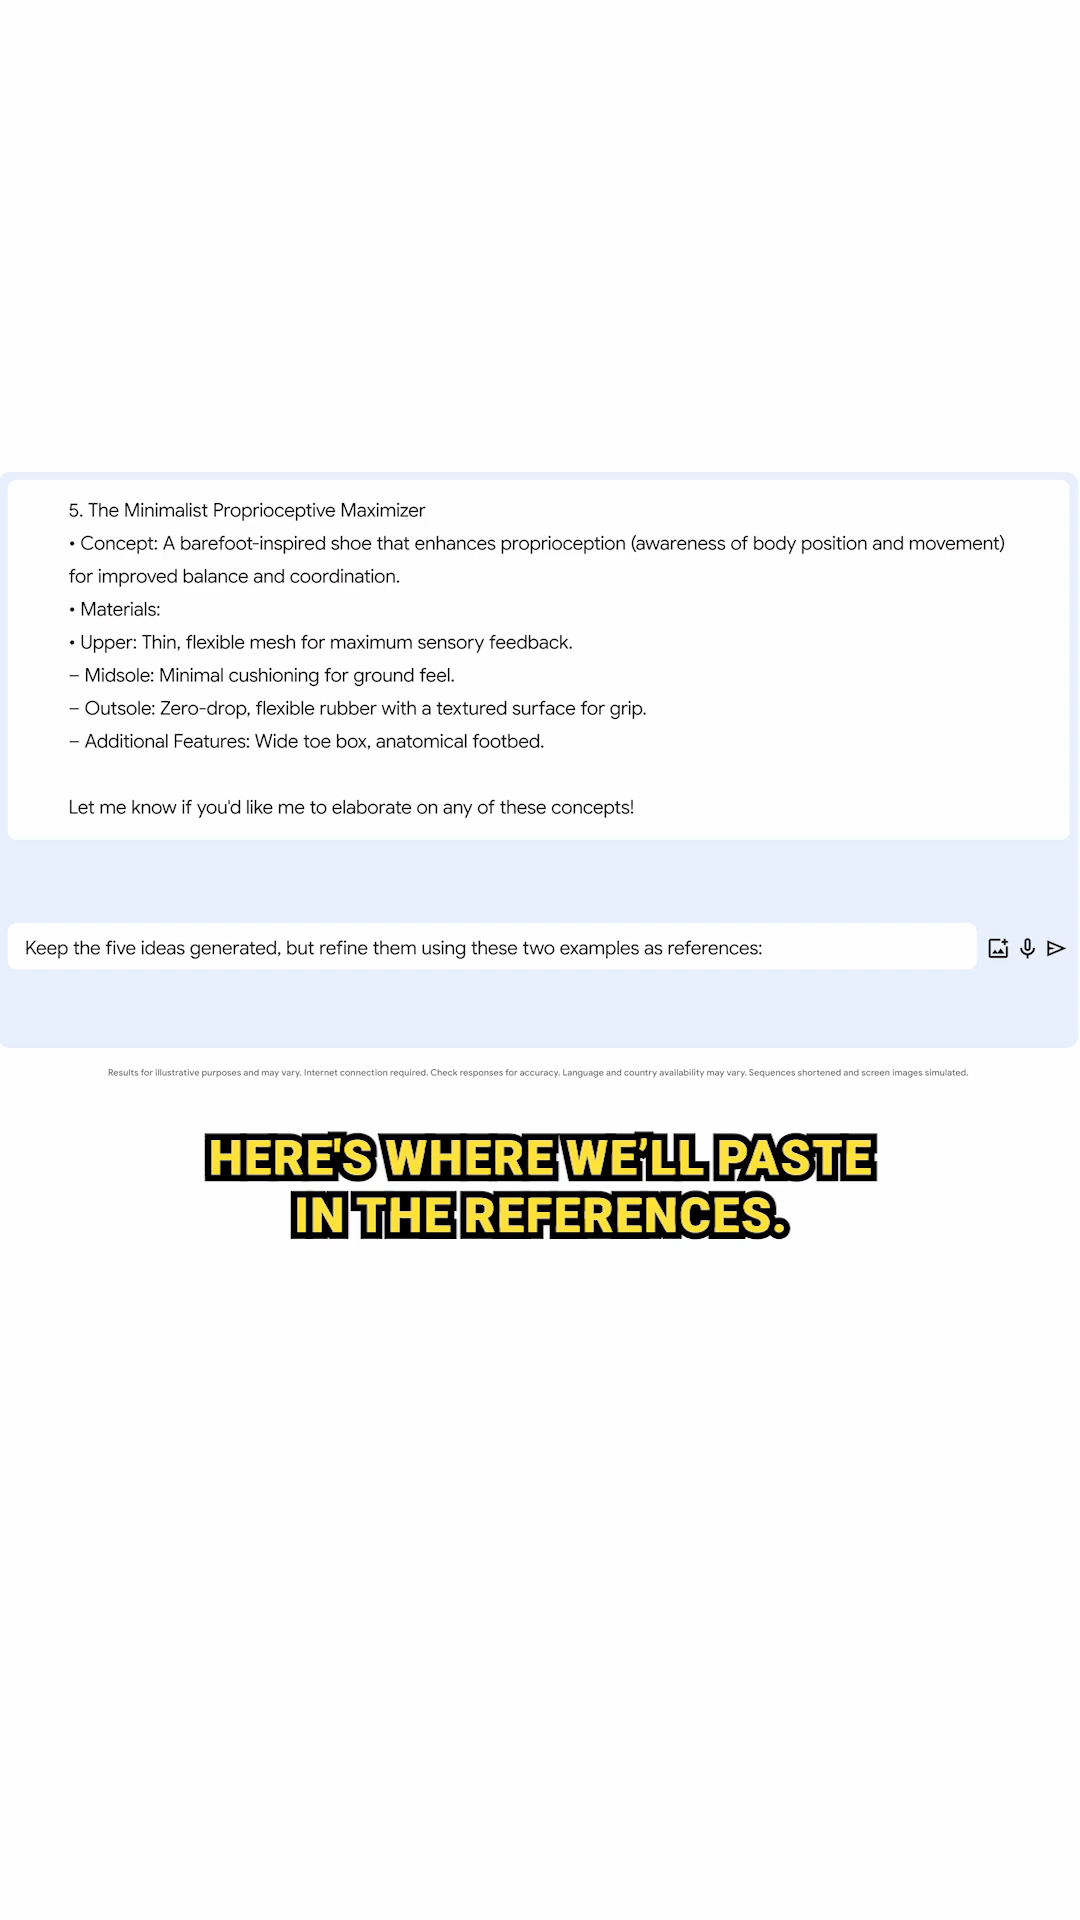 5. The Minimalist Proprioceptive Maximizer
• Concept: A barefoot-inspired shoe that enhances proprioception (awareness of body position and movement)
for improved balance and coordination.
• Materials:
• Upper: Thin, flexible mesh for maximum sensory feedback.
– Midsole: Minimal cushioning for ground feel.
– Outsole: Zero-drop, flexible rubber with a textured surface for grip.
– Additional Features: Wide toe box, anatomical footbed.
Let me know if you'd like me to elaborate on any of these concepts!
Keep the five ideas generated, but refine them using these two examples as references:
Results for illustrative purposes and may vary. Internet connection required. Check responses for accuracy. Language and country availability may vary. Sequences shortened and screen images simulated.
HERE'S WHERE WE’LL PASTE
IN THE REFERENCES.